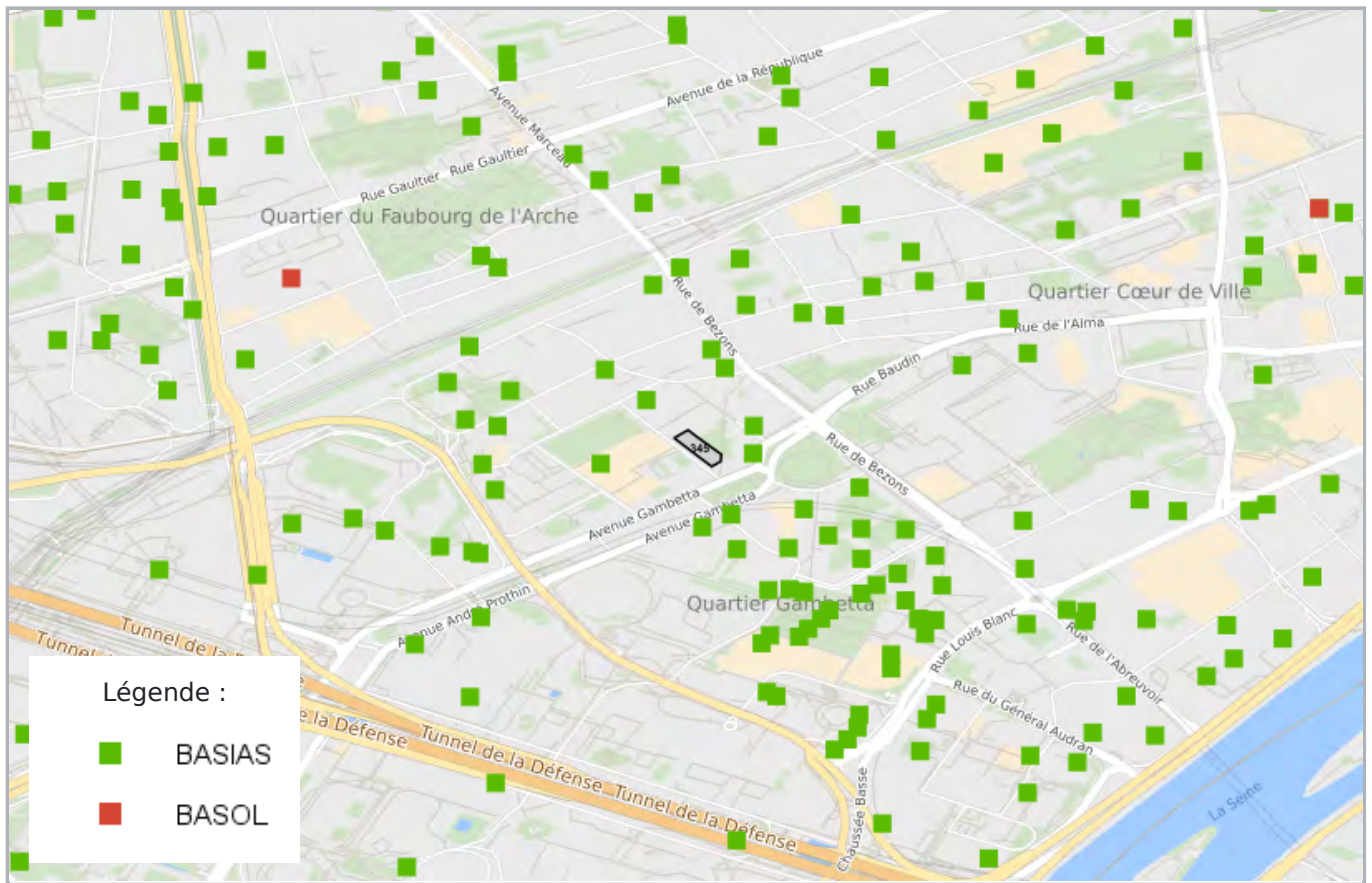 Avenue de la République
Avenue Marceau
Rue Gaultier
Rue Gaultier
Quartier du Faubourg de l'Arche
Rue de Bezons
Quartier Cœur de Ville
Rue de l'Alma
Rue Baudin
345
Rue de Bezons
Avenue Gambetta
Avenue Gambetta
Quartier Gambetta
Avenue André Prothin
Rue Louis Blanc
Rue de l'Abreuvoir
Rue du Général Audran
Tunnel de la
Tunnel
de la Défense
Tunnel de la Défense
Tunnel de la Défense
Chaussée Basse
La Seine
Légende :
BASIAS
BASOL